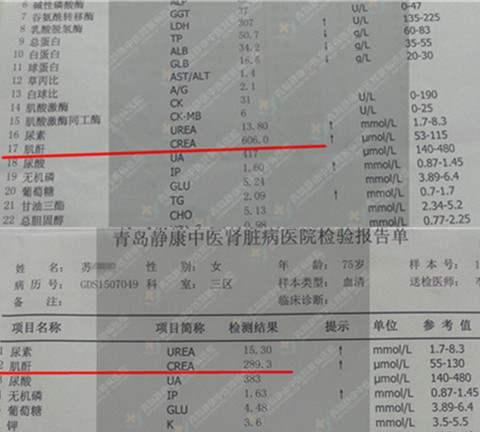 6 碱性磷酸酶 ALP 0-47
7 谷氨酰转移酶 GGT 37 U/L 135-225
8 乳酸脱氢酶 LDH 307 ↑ U/L 60-83
9 总蛋白 TP 50.7 ↓ g/L 35-55
10 白蛋白 ALB 34.2 ↓ g/L 20-30
11 球蛋白 GLB 16.5 ↓ g/L
12 草丙比 AST/ALT 1.4
13 白球比 A/G 2.1
14 肌酸激酶 CK 31 U/L 0-190
15 肌酸激酶同工酶 CK-MB 6 U/L 0-25
16 尿素 UREA 13.80 ↑ mmol/L 1.7-8.3
17 肌酐 CREA 606.0 ↑ μmol/L 53-115
18 尿酸 UA 417 μmol/L 140-480
19 无机磷 IP 1.60 ↑ mmol/L 0.87-1.45
20 葡萄糖 GLU 5.24 mmol/L 3.89-6.4
21 甘油三酯 TG 2.09 ↑ mmol/L 0.7-1.7
22 总胆固醇 CHO 5.13 mmol/L 2.34-5.2
0.98 mmol/L 0.77-2.25
青岛静康中医肾脏病医院检验报告单
姓 名: 苏 性 别: 女 年 龄: 75岁 样 本 号: 1
病 历 号: GDS1507049 科 室: 三区 样本类型: 血清 送检医师:
备 注: 临床诊断:
项目名称 项目简称 检测结果 提示 单位 参 考 值
1 尿素 UREA 15.30 ↑ mmol/L 1.7-8.3
2 肌酐 CREA 289.3 ↑ μmol/L 55-130
3 尿酸 UA 383 μmol/L 140-480
4 无机磷 IP 1.63 ↑ mmol/L 0.87-1.45
5 葡萄糖 GLU 4.48 mmol/L 3.89-6.4
钾 K 3.6 mmol/L 3.5-5.5